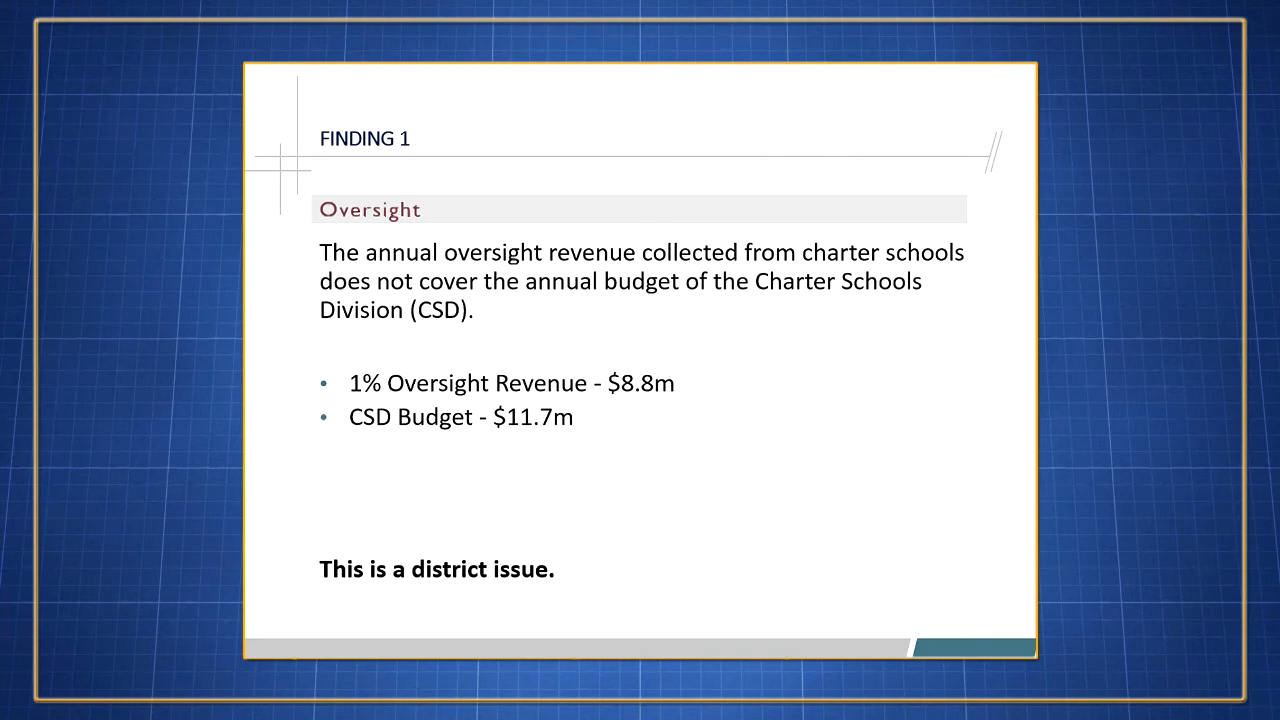 FINDING 1
Oversight
The annual oversight revenue collected from charter schools
does not cover the annual budget of the Charter Schools
Division (CSD).
• 1% Oversight Revenue - $8.8m
• CSD Budget - $11.7m
This is a district issue.